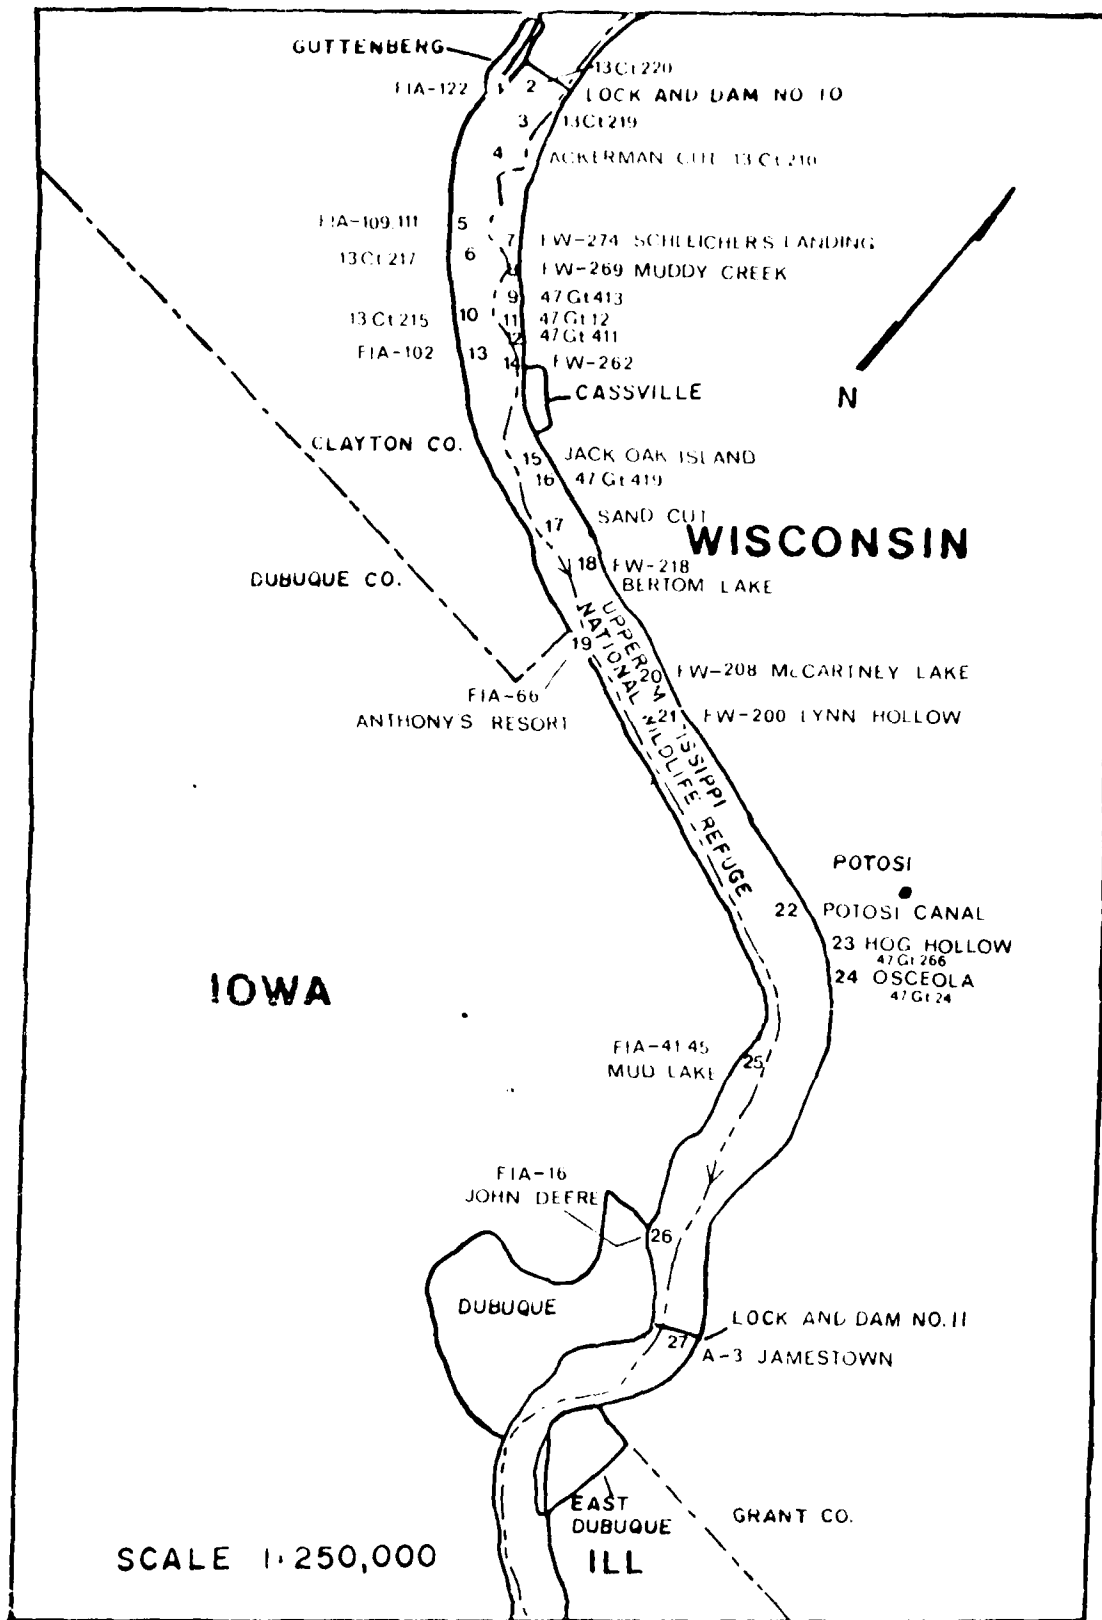 GUTTENBERG
13Ct220
FIA-122 1 2 LOCK AND DAM NO 10
3 13Ct219
4 ACKERMAN CUT 13Ct210
FIA-109,111 5
7 FW-274 SCHLEICHERS LANDING
13Ct217 6
8 FW-269 MUDDY CREEK
9 47Gt413
13Ct215 10 11 47Gt12
12 47Gt411
FIA-102 13 14 FW-262
CASSVILLE
N
CLAYTON CO.
15 JACK OAK ISLAND
16 47Gt419
17 SAND CUT
WISCONSIN
18 FW-218
BERTOM LAKE
DUBUQUE CO.
UPPER MISSISSIPPI
NATIONAL WILDLIFE REFUGE
19
FIA-66
ANTHONYS RESORT
20 FW-208 McCARTNEY LAKE
21 FW-200 LYNN HOLLOW
POTOSI
22 POTOSI CANAL
23 HOG HOLLOW
47Gt266
24 OSCEOLA
47Gt24
IOWA
FIA-41,45
MUD LAKE 25
FIA-16
JOHN DEERE
26
DUBUQUE
LOCK AND DAM NO.11
27 A-3 JAMESTOWN
EAST
DUBUQUE
GRANT CO.
SCALE 1:250,000
ILL